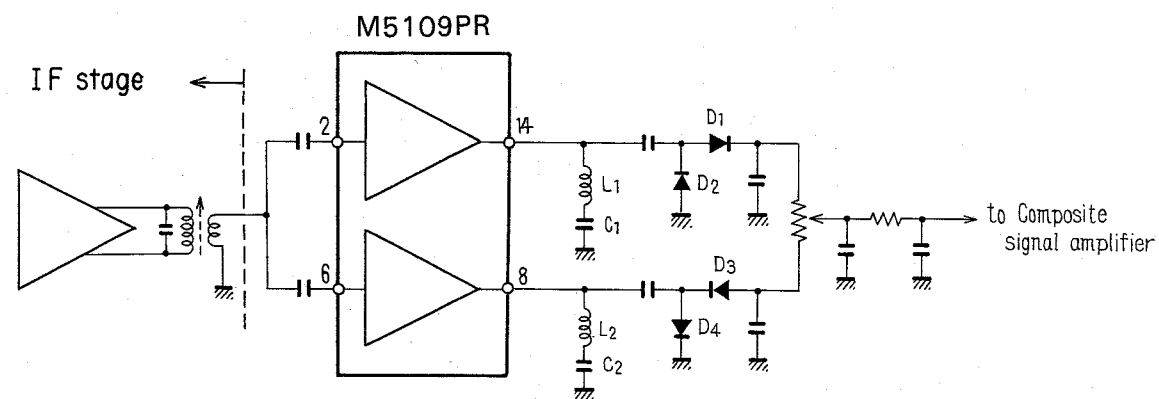 M5109PR
IF stage
2
14
D1
L1
C1
D2
to Composite
signal amplifier
6
8
D3
L2
C2
D4